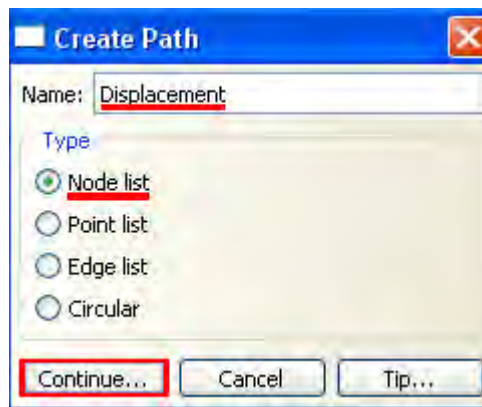 Create Path
Name: Displacement
Type
Node list
Point list
Edge list
Circular
Continue... Cancel Tip...